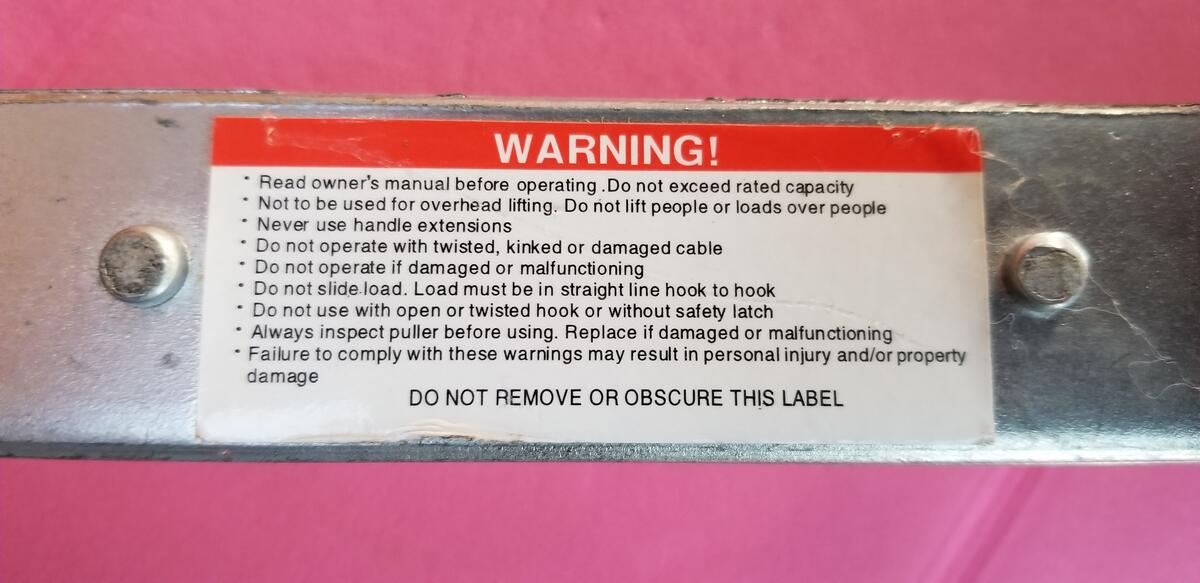 WARNING!
* Read owner's manual before operating .Do not exceed rated capacity
* Not to be used for overhead lifting. Do not lift people or loads over people
* Never use handle extensions
* Do not operate with twisted, kinked or damaged cable
* Do not operate if damaged or malfunctioning
* Do not slide load. Load must be in straight line hook to hook
* Do not use with open or twisted hook or without safety latch
* Always inspect puller before using. Replace if damaged or malfunctioning
* Failure to comply with these warnings may result in personal injury and/or property
damage
DO NOT REMOVE OR OBSCURE THIS LABEL